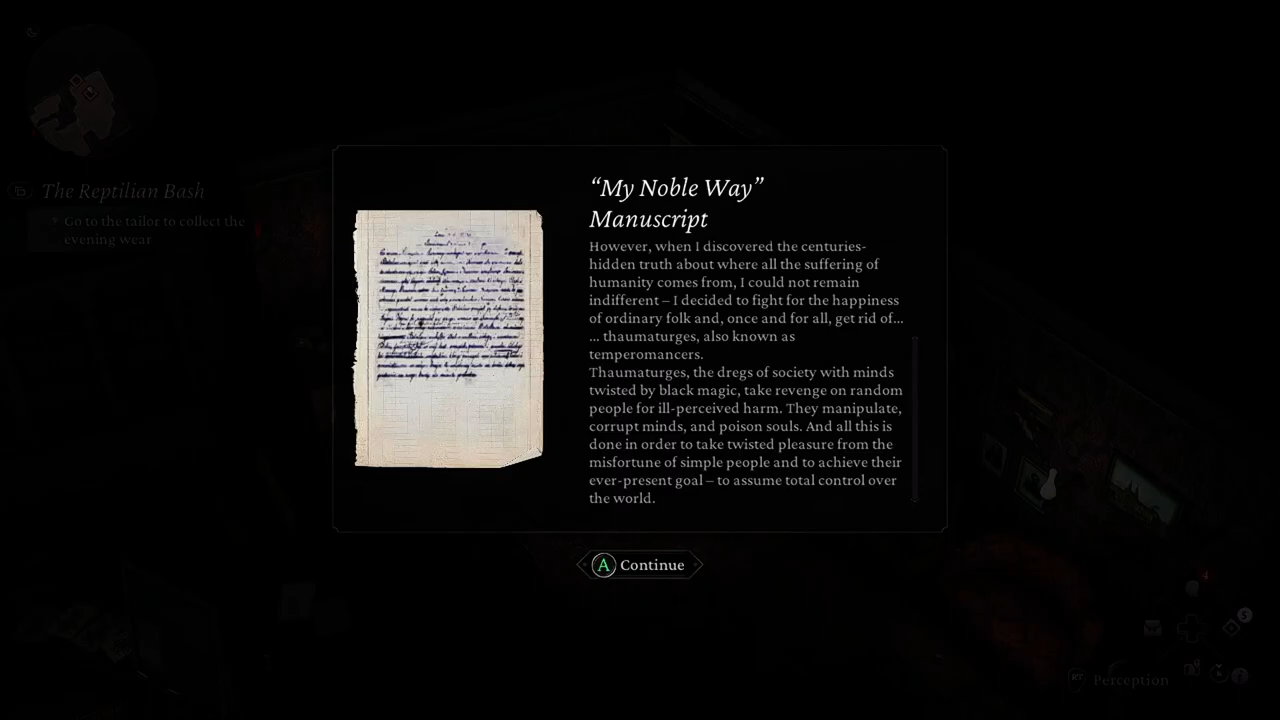 The Reptilian Bash
Go to the tailor to collect the
evening wear
“My Noble Way”
Manuscript
However, when I discovered the centuries-
hidden truth about where all the suffering of
humanity comes from, I could not remain
indifferent – I decided to fight for the happiness
of ordinary folk and, once and for all, get rid of...
... thaumaturges, also known as
temperomancers.
Thaumaturges, the dregs of society with minds
twisted by black magic, take revenge on random
people for ill-perceived harm. They manipulate,
corrupt minds, and poison souls. And all this is
done in order to take twisted pleasure from the
misfortune of simple people and to achieve their
ever-present goal – to assume total control over
the world.
A Continue
4
5
RT Perception